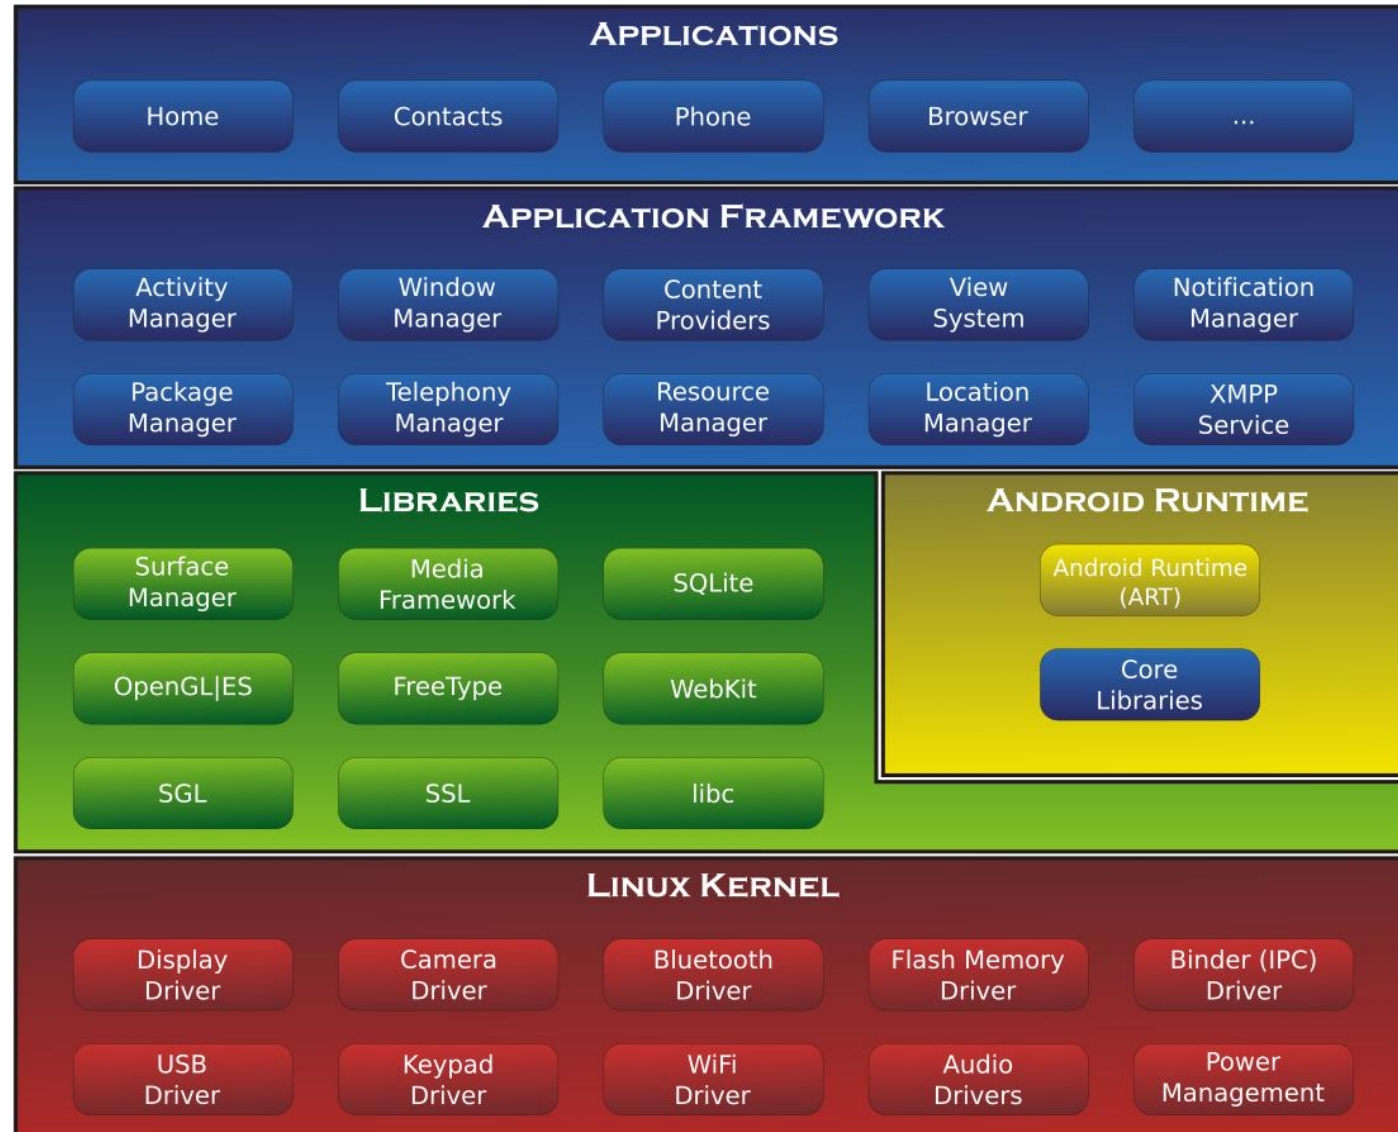 APPLICATIONS
Home
Contacts
Phone
Browser
...
APPLICATION FRAMEWORK
Activity
Manager
Window
Manager
Content
Providers
View
System
Notification
Manager
Package
Manager
Telephony
Manager
Resource
Manager
Location
Manager
XMPP
Service
LIBRARIES
Surface
Manager
Media
Framework
SQLite
OpenGL|ES
FreeType
WebKit
SGL
SSL
libc
ANDROID RUNTIME
Android Runtime
(ART)
Core
Libraries
LINUX KERNEL
Display
Driver
Camera
Driver
Bluetooth
Driver
Flash Memory
Driver
Binder (IPC)
Driver
USB
Driver
Keypad
Driver
WiFi
Driver
Audio
Drivers
Power
Management